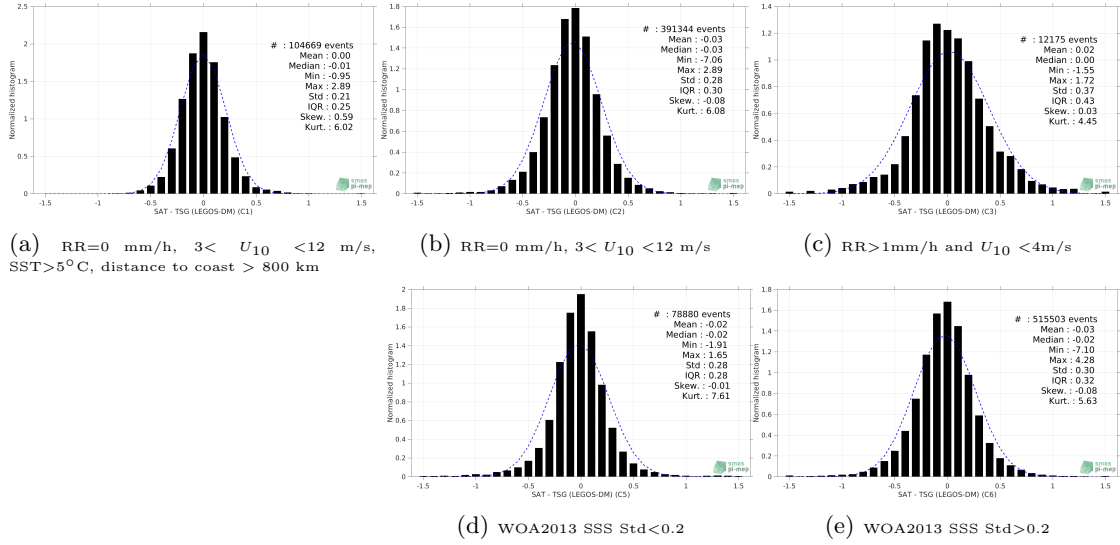 2.5
2
1.5
1
0.5
0
Normalized histogram
# : 104669 events
Mean : 0.00
Median : -0.01
Min : -0.95
Max : 2.89
Std : 0.21
IQR : 0.25
Skew. : 0.59
Kurt. : 6.02
smos
pi-mep
-1.5 -1 -0.5 0 0.5 1 1.5
SAT - TSG (LEGOS-DM) (C1)
(a) RR=0 mm/h, 3< U10 <12 m/s,
SST>5°C, distance to coast > 800 km
1.8
1.6
1.4
1.2
1
0.8
0.6
0.4
0.2
0
Normalized histogram
# : 391344 events
Mean : -0.03
Median : -0.03
Min : -7.06
Max : 2.89
Std : 0.28
IQR : 0.30
Skew. : -0.08
Kurt. : 6.08
smos
pi-mep
-1.5 -1 -0.5 0 0.5 1 1.5
SAT - TSG (LEGOS-DM) (C2)
(b) RR=0 mm/h, 3< U10 <12 m/s
1.4
1.2
1
0.8
0.6
0.4
0.2
0
Normalized histogram
# : 12175 events
Mean : 0.02
Median : 0.00
Min : -1.55
Max : 1.72
Std : 0.37
IQR : 0.43
Skew. : 0.03
Kurt. : 4.45
smos
pi-mep
-1.5 -1 -0.5 0 0.5 1 1.5
SAT - TSG (LEGOS-DM) (C3)
(c) RR>1mm/h and U10 <4m/s
2
1.8
1.6
1.4
1.2
1
0.8
0.6
0.4
0.2
0
Normalized histogram
# : 78880 events
Mean : -0.02
Median : -0.02
Min : -1.91
Max : 1.65
Std : 0.28
IQR : 0.28
Skew. : -0.01
Kurt. : 7.61
smos
pi-mep
-1.5 -1 -0.5 0 0.5 1 1.5
SAT - TSG (LEGOS-DM) (C5)
(d) WOA2013 SSS Std<0.2
1.8
1.6
1.4
1.2
1
0.8
0.6
0.4
0.2
0
Normalized histogram
# : 515503 events
Mean : -0.03
Median : -0.02
Min : -7.10
Max : 4.28
Std : 0.30
IQR : 0.32
Skew. : -0.08
Kurt. : 5.63
smos
pi-mep
-1.5 -1 -0.5 0 0.5 1 1.5
SAT - TSG (LEGOS-DM) (C6)
(e) WOA2013 SSS Std>0.2